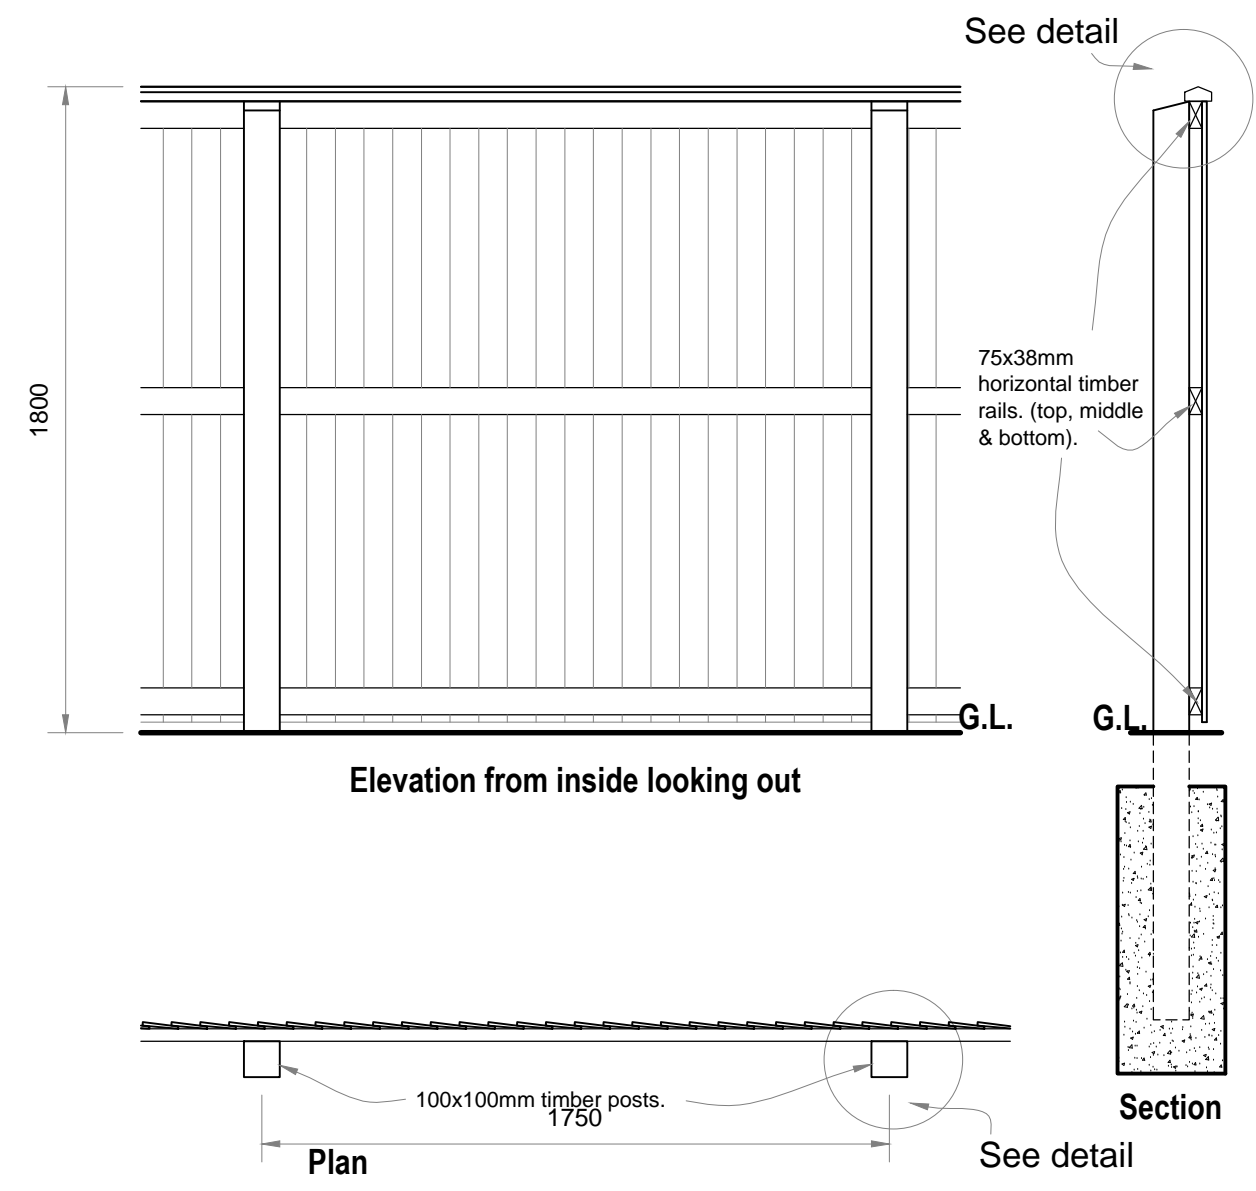 See detail
1800
75x38mm
horizontal timber
rails. (top, middle
& bottom).
G.L.
G.L.
Elevation from inside looking out
100x100mm timber posts.
1750
Section
See detail
Plan